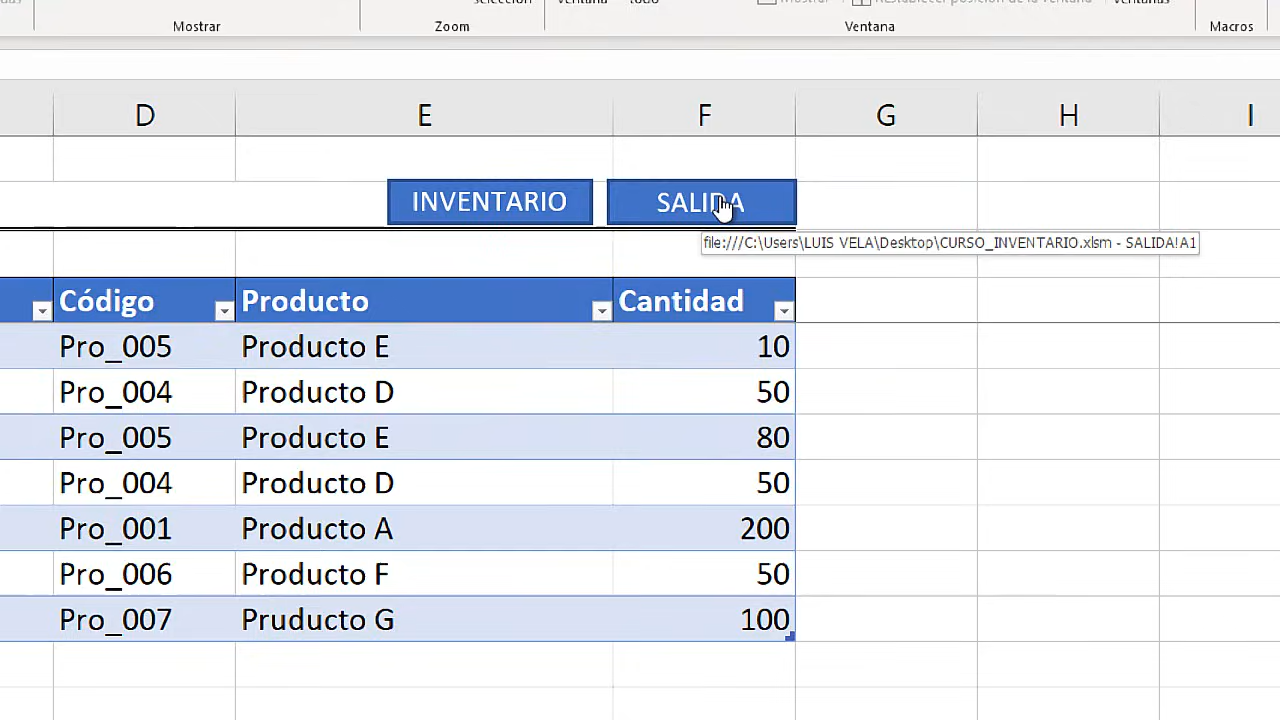 Mostrar
Zoom
Ventana
Macros
D E F G H I
INVENTARIO SALIDA
file:///C:\Users\LUIS VELA\Desktop\CURSO_INVENTARIO.xlsm - SALIDA!A1
Código Producto Cantidad
Pro_005 Producto E 10
Pro_004 Producto D 50
Pro_005 Producto E 80
Pro_004 Producto D 50
Pro_001 Producto A 200
Pro_006 Producto F 50
Pro_007 Pruducto G 100